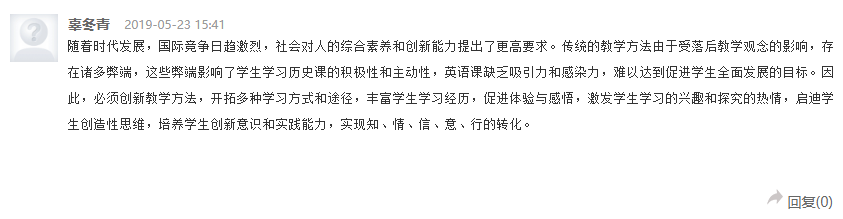 辜冬青 2019-05-23 15:41
随着时代发展，国际竞争日趋激烈，社会对人的综合素养和创新能力提出了更高要求。传统的教学方法由于受落后教学观念的影响，存
在诸多弊端，这些弊端影响了学生学习历史课的积极性和主动性，英语课缺乏吸引力和感染力，难以达到促进学生全面发展的目标。因
此，必须创新教学方法，开拓多种学习方式和途径，丰富学生学习经历，促进体验与感悟，激发学生学习的兴趣和探究的热情，启迪学
生创造性思维，培养学生创新意识和实践能力，实现知、情、信、意、行的转化。
回复(0)